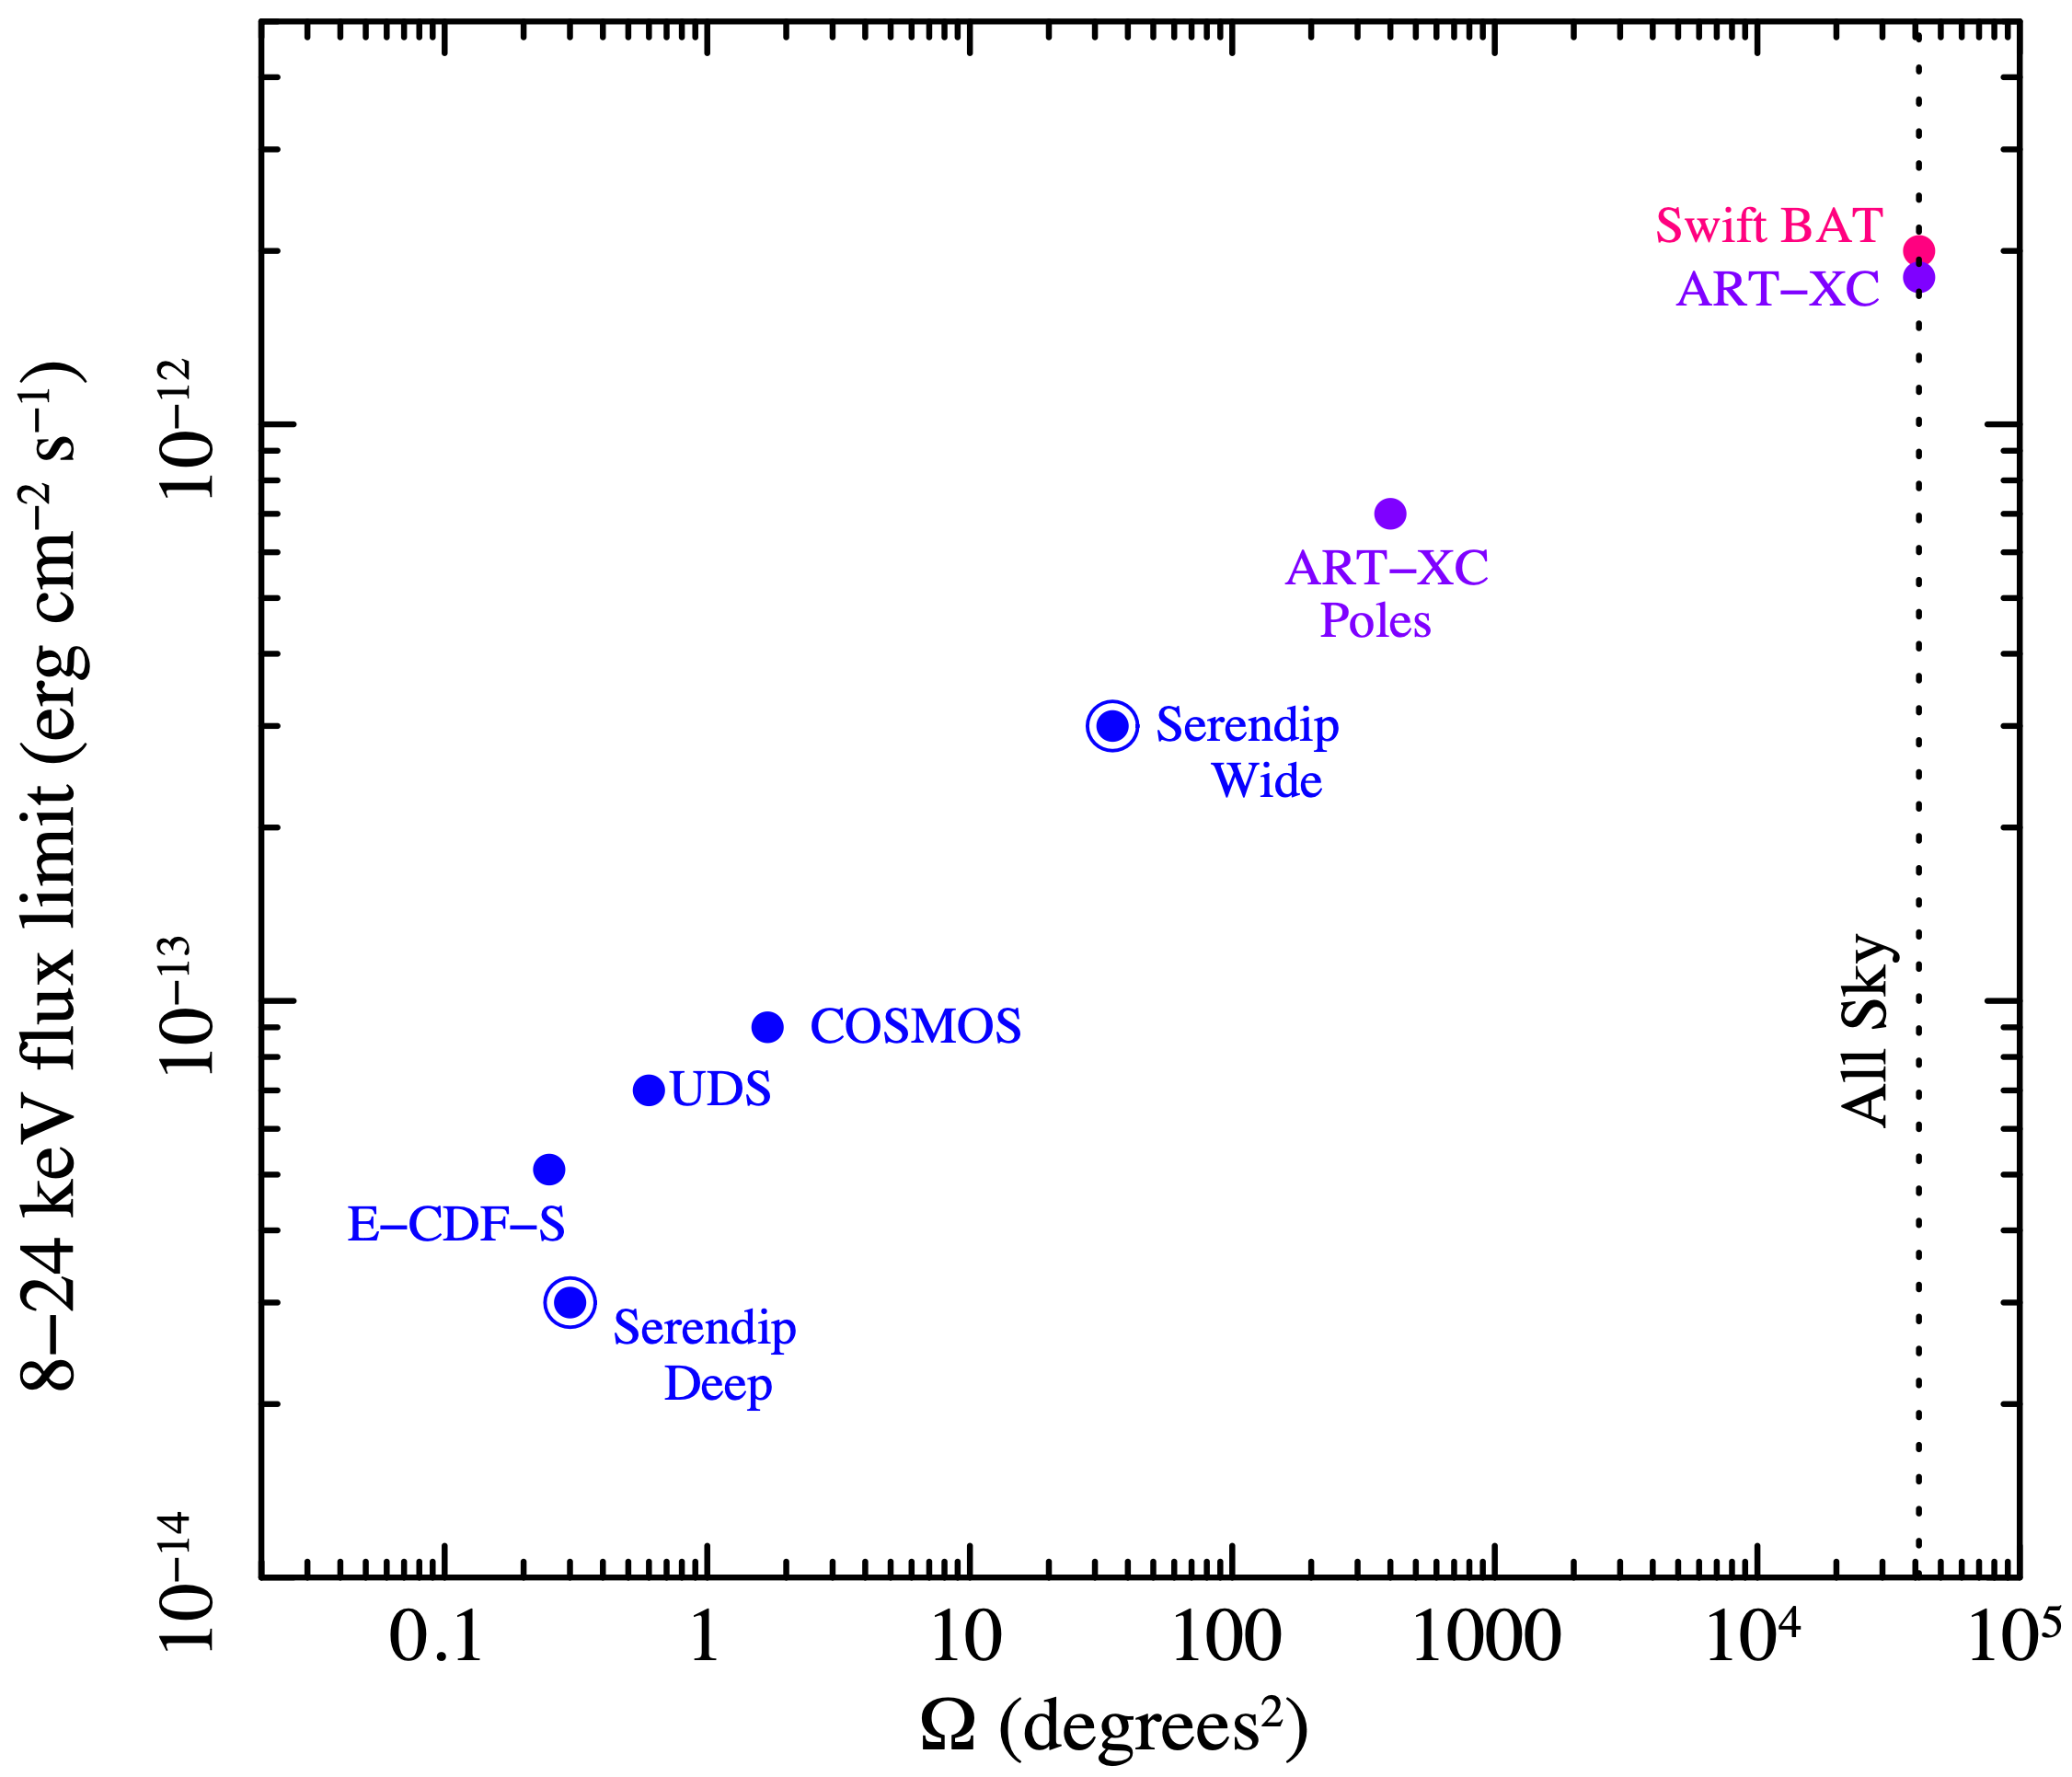 8−24 keV flux limit (erg cm⁻² s⁻¹)
10⁻¹²
10⁻¹³
10⁻¹⁴
Swift BAT
ART−XC
ART−XC
Poles
Serendip
Wide
COSMOS
UDS
E−CDF−S
Serendip
Deep
All Sky
0.1 1 10 100 1000 10⁴ 10⁵
Ω (degrees²)